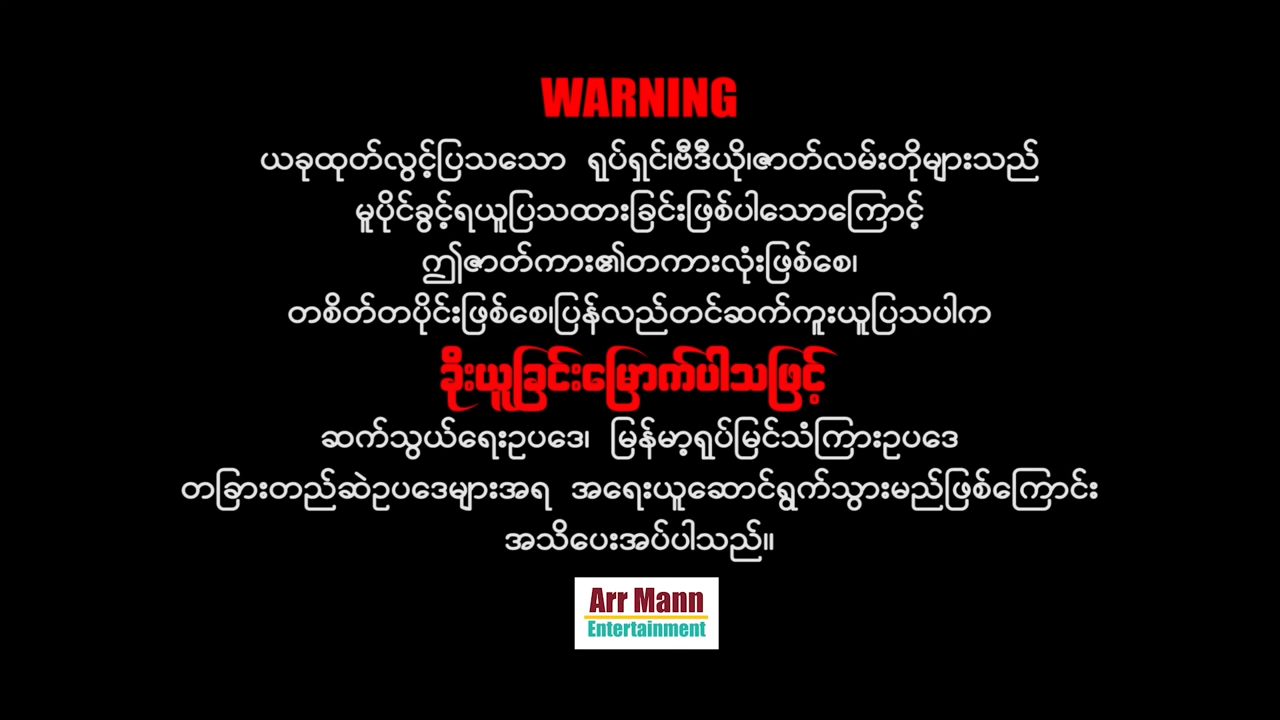 WARNING
ယခုထုတ်လွှင့်ပြသသော ရုပ်ရှင်၊ဗီဒီယို၊ဇာတ်လမ်းတိုများသည်
မူပိုင်ခွင့်ရယူပြသထားခြင်းဖြစ်ပါသောကြောင့်
ဤဇာတ်ကား၏တကားလုံးဖြစ်စေ၊
တစိတ်တပိုင်းဖြစ်စေ၊ပြန်လည်တင်ဆက်ကူးယူပြသပါက
ခိုးယူခြင်းမြောက်ပါသဖြင့်
ဆက်သွယ်ရေးဥပဒေ၊ မြန်မာ့ရုပ်မြင်သံကြားဥပဒေ
တခြားတည်ဆဲဥပဒေများအရ အရေးယူဆောင်ရွက်သွားမည်ဖြစ်ကြောင်း
အသိပေးအပ်ပါသည်။
Arr Mann
Entertainment